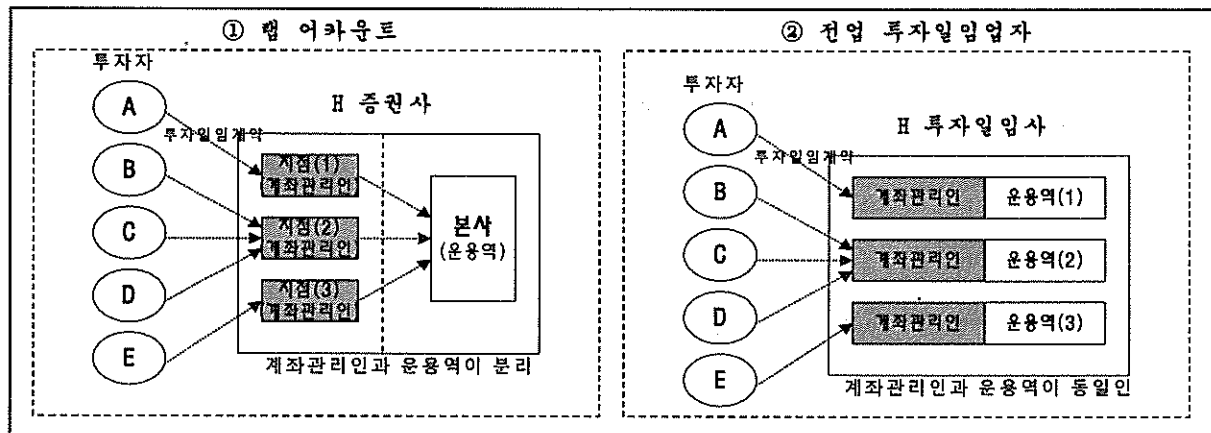 ① 랩 어카운트
투자자
H 증권사
A
투자일임계약
지점(1)
계좌관리인
B
지점(2)
계좌관리인
C
본사
(운용역)
D
지점(3)
계좌관리인
E
계좌관리인과 운용역이 분리
② 전업 투자일임업자
투자자
H 투자일임사
A
투자일임계약
계좌관리인 운용역(1)
B
계좌관리인 운용역(2)
C
D
계좌관리인 운용역(3)
E
계좌관리인과 운용역이 동일인